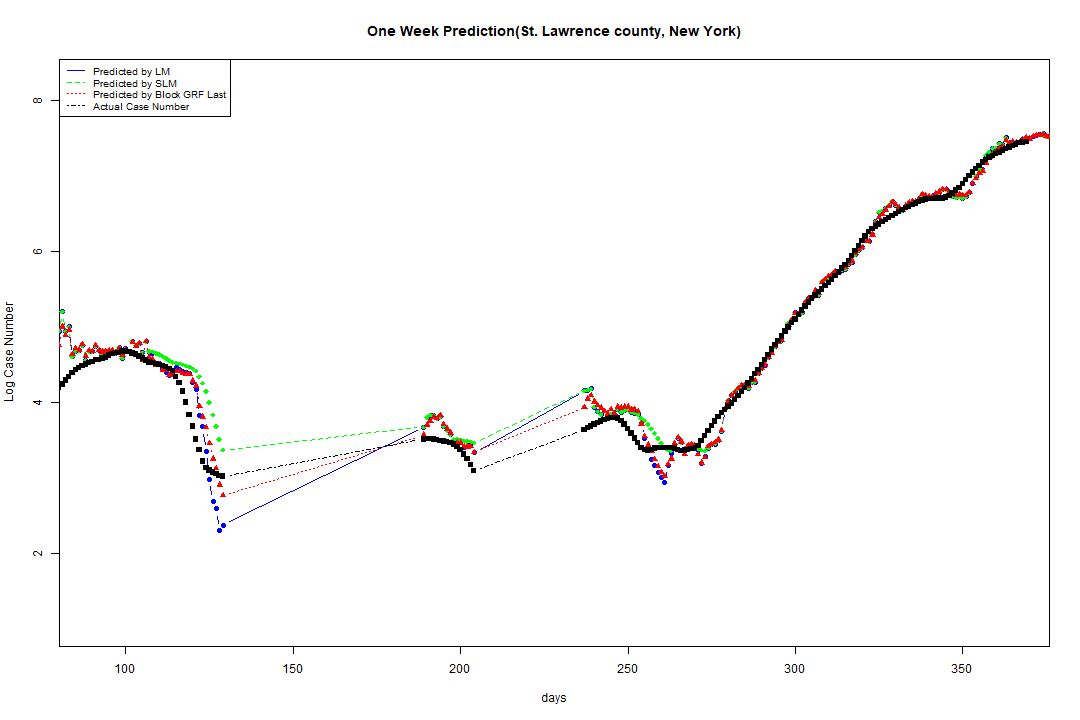 One Week Prediction(St. Lawrence county, New York)
Predicted by LM
Predicted by SLM
Predicted by Block GRF Last
Actual Case Number
8
6
4
2
Log Case Number
100 150 200 250 300 350
days